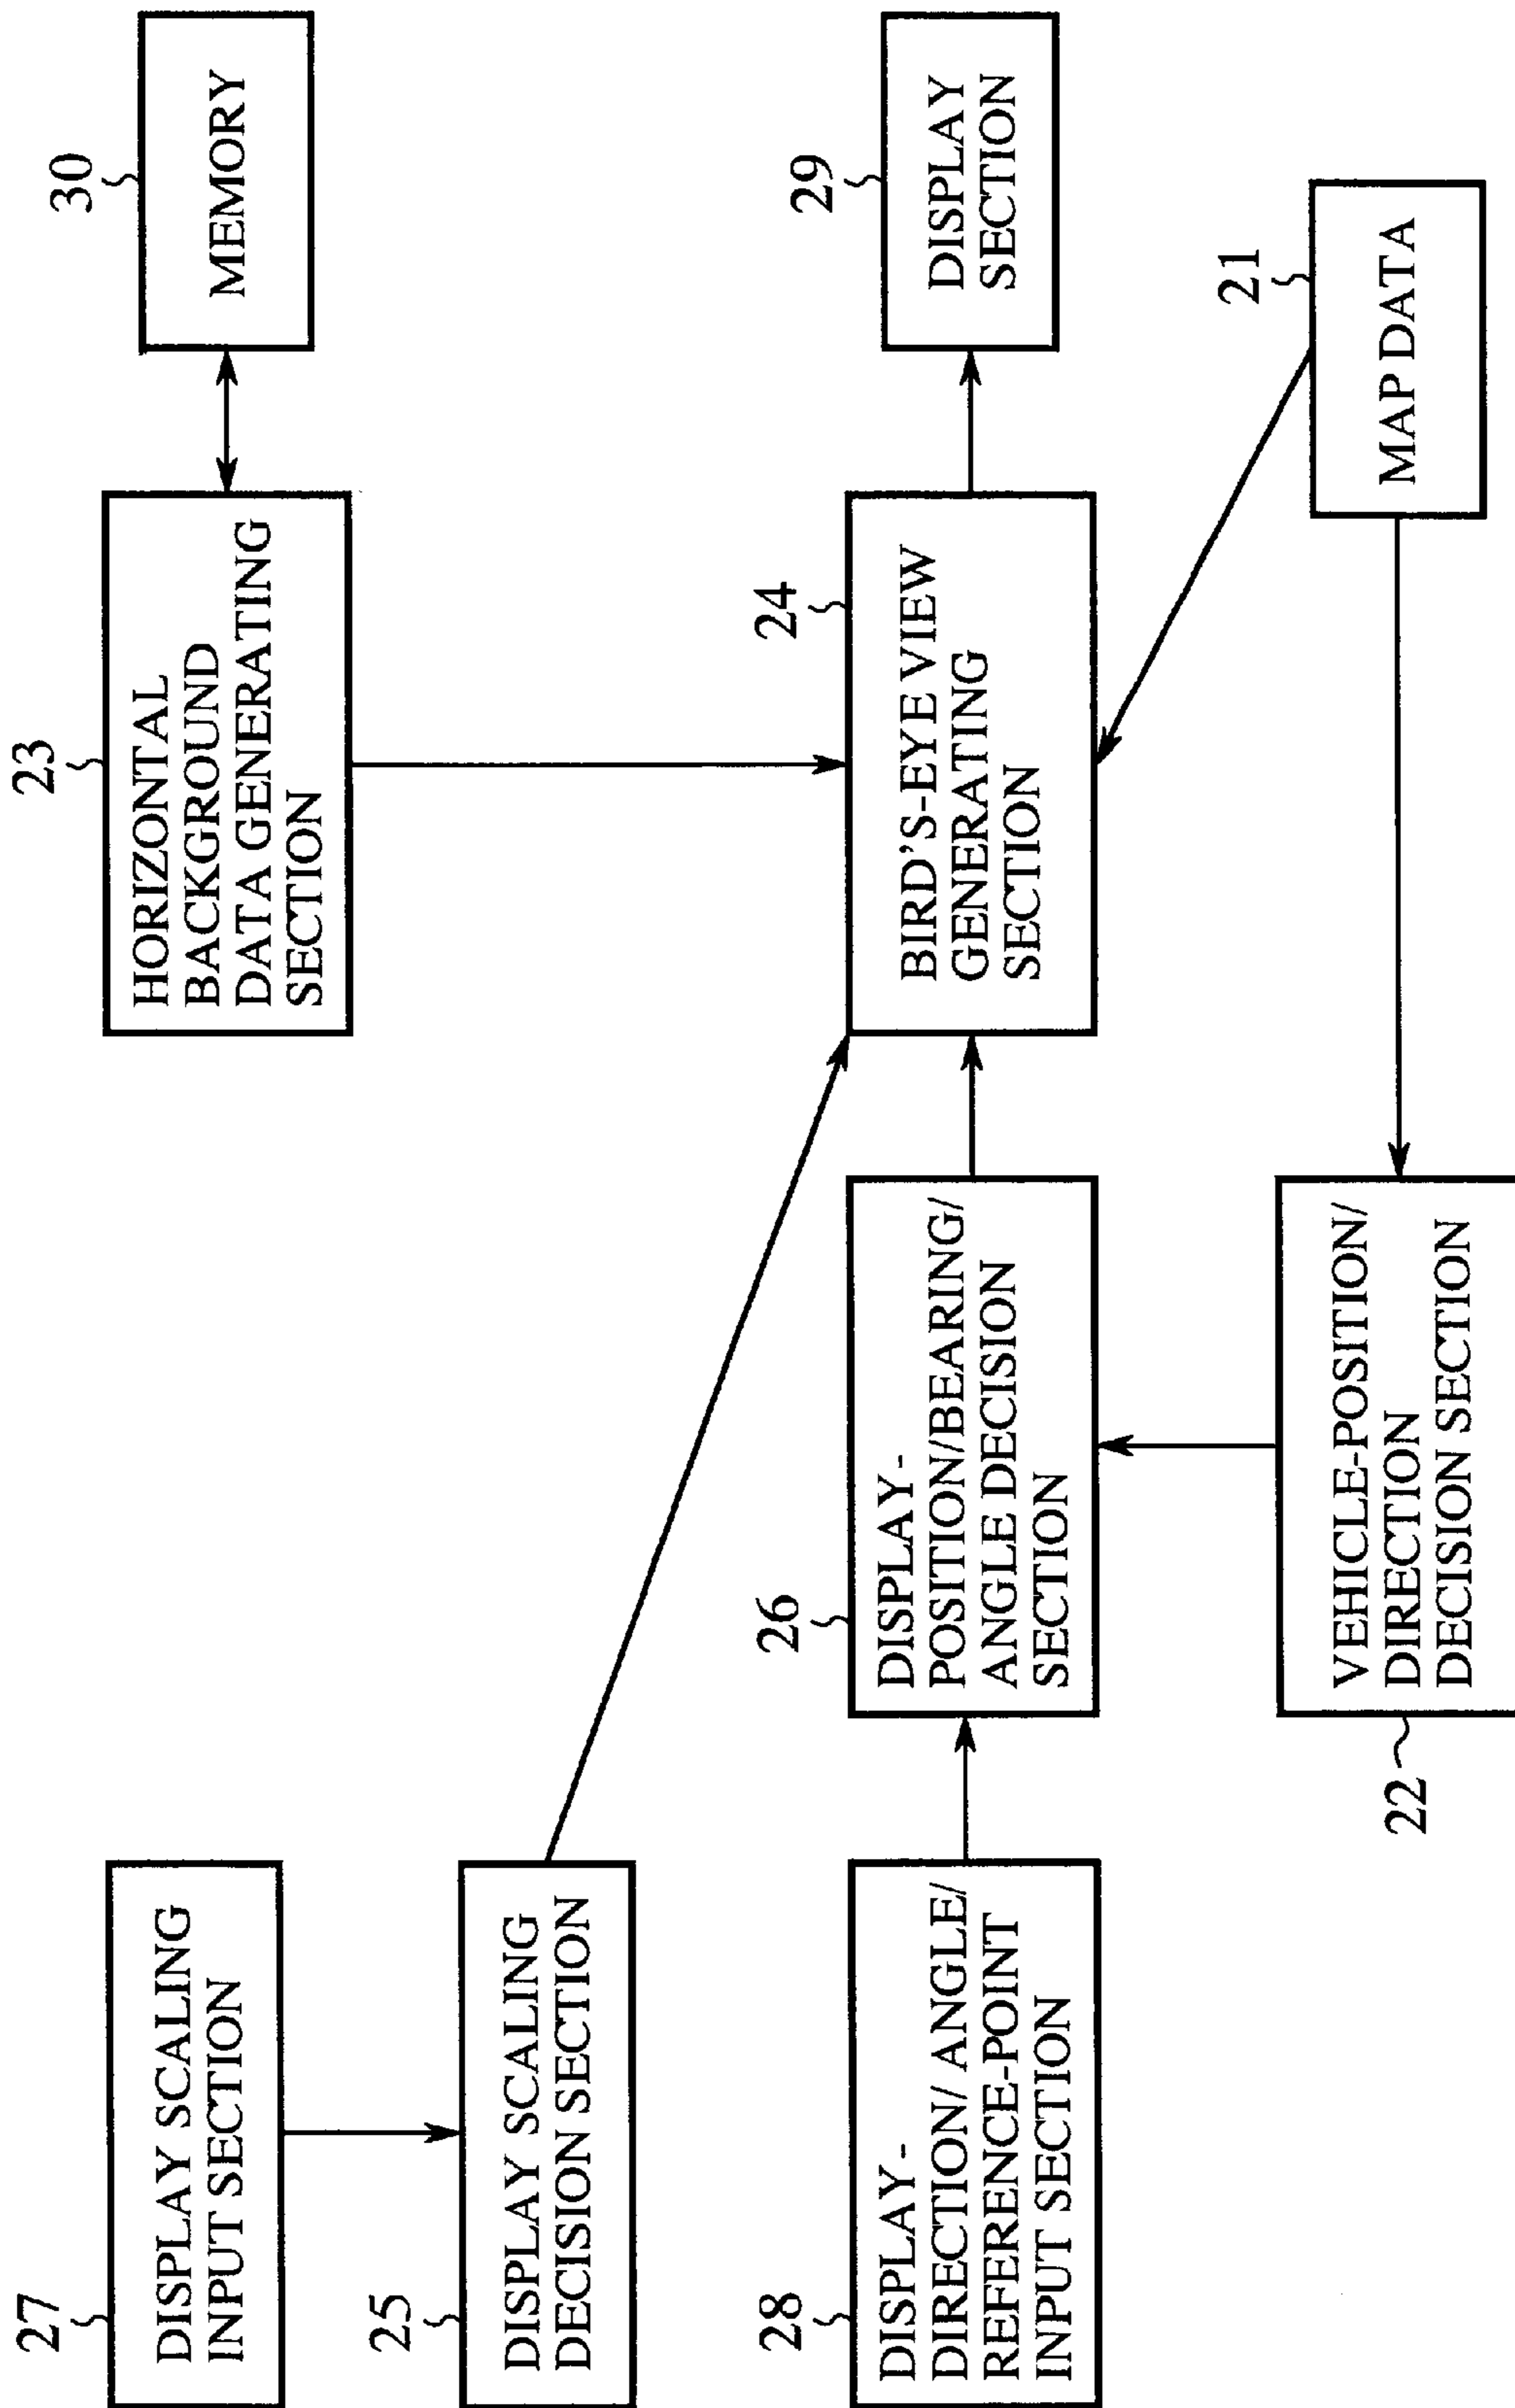 27
DISPLAY SCALING
INPUT SECTION
23
HORIZONTAL
BACKGROUND
DATA GENERATING
SECTION
30
MEMORY
25
DISPLAY SCALING
DECISION SECTION
28
DISPLAY-
DIRECTION/ ANGLE/
REFERENCE-POINT
INPUT SECTION
26
DISPLAY-
POSITION/BEARING/
ANGLE DECISION
SECTION
24
BIRD'S-EYE VIEW
GENERATING
SECTION
29
DISPLAY
SECTION
22
VEHICLE-POSITION/
DIRECTION
DECISION SECTION
21
MAP DATA